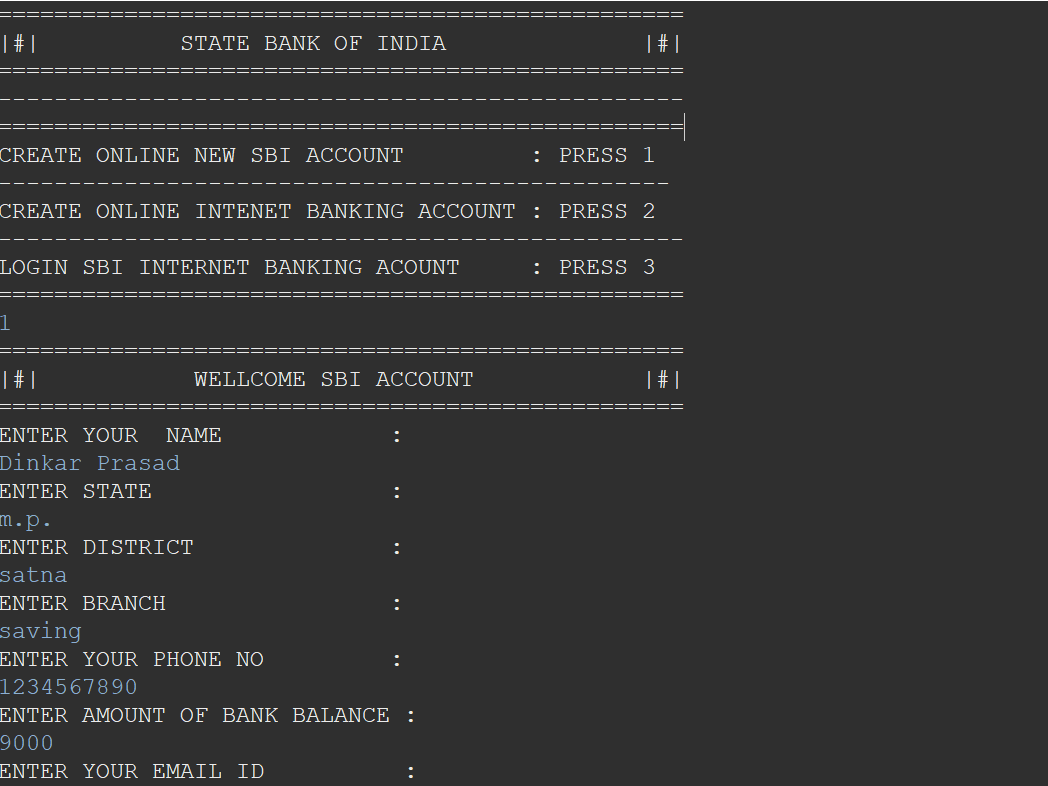 =================================================
|#|          STATE BANK OF INDIA              |#|
=================================================
-------------------------------------------------
=================================================
CREATE ONLINE NEW SBI ACCOUNT         : PRESS 1
------------------------------------------------
CREATE ONLINE INTENET BANKING ACCOUNT : PRESS 2
-------------------------------------------------
LOGIN SBI INTERNET BANKING ACOUNT     : PRESS 3
=================================================
1
=================================================
|#|           WELLCOME SBI ACCOUNT            |#|
=================================================
ENTER YOUR  NAME            :
Dinkar Prasad
ENTER STATE                 :
m.p.
ENTER DISTRICT              :
satna
ENTER BRANCH                :
saving
ENTER YOUR PHONE NO         :
1234567890
ENTER AMOUNT OF BANK BALANCE :
9000
ENTER YOUR EMAIL ID          :